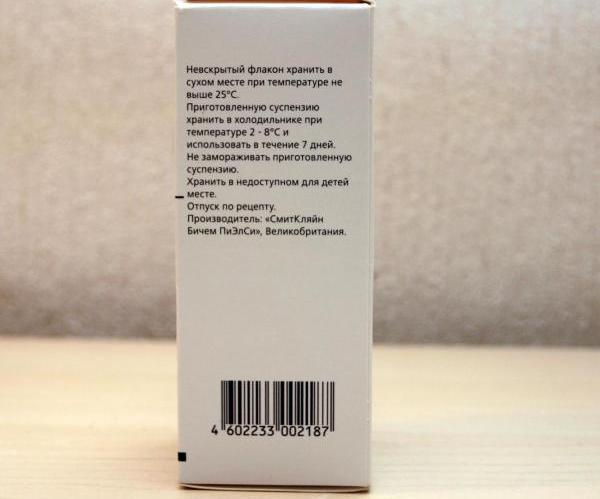 Невскрытый флакон хранить в
сухом месте при температуре не
выше 25°С.
Приготовленную суспензию
хранить в холодильнике при
температуре 2 - 8°С и
использовать в течение 7 дней.
Не замораживать приготовленную
суспензию.
Хранить в недоступном для детей
месте.
Отпуск по рецепту.
Производитель: «СмитКляйн
Бичем ПиЭлСи», Великобритания.
4 602233 002187